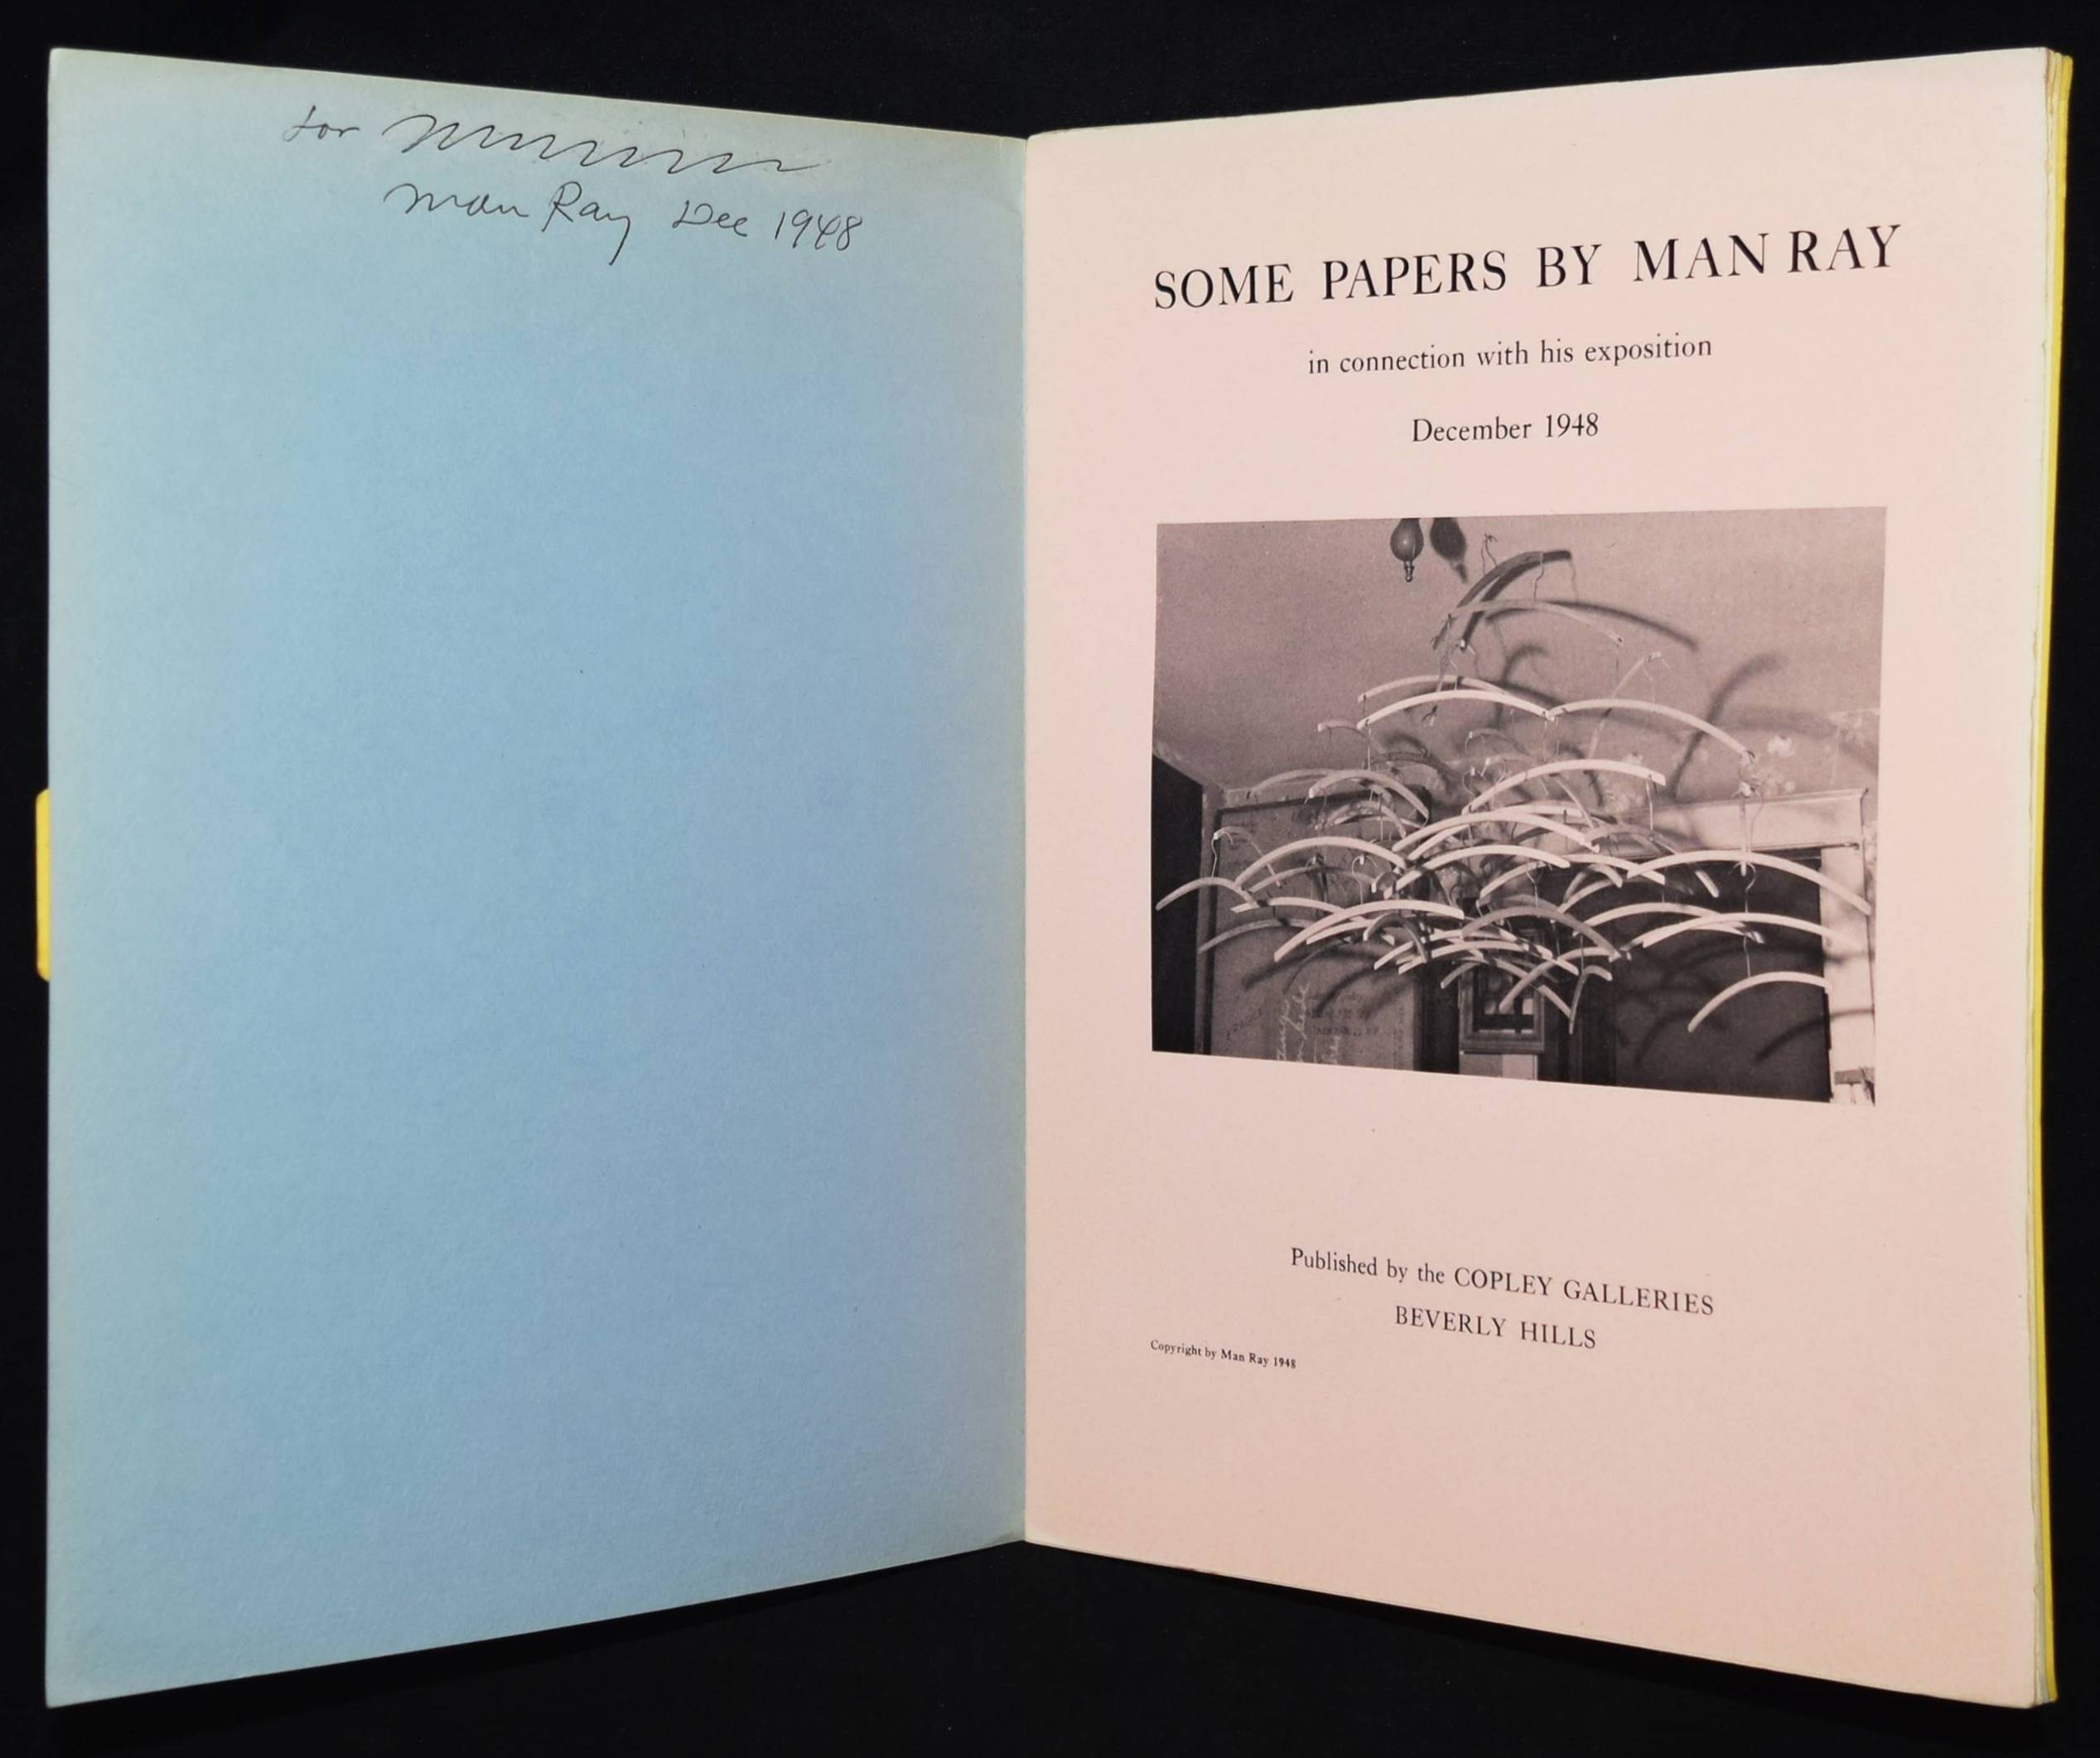 for
Man Ray Dec 1948
SOME PAPERS BY MAN RAY
in connection with his exposition
December 1948
Published by the COPLEY GALLERIES
BEVERLY HILLS
Copyright by Man Ray 1948